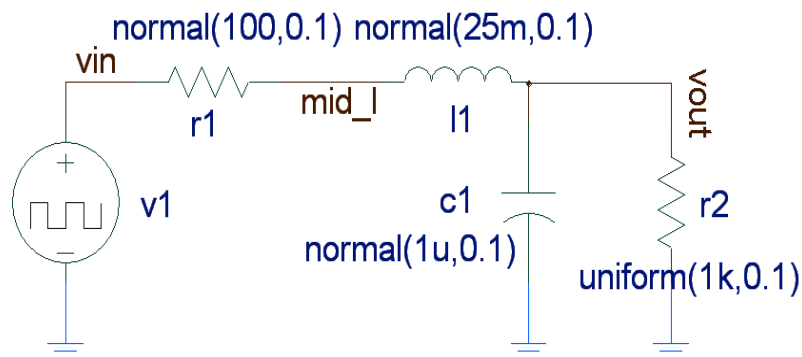 normal(100,0.1) normal(25m,0.1)
vin
mid_l
vout
r1
l1
v1
c1
r2
normal(1u,0.1)
uniform(1k,0.1)